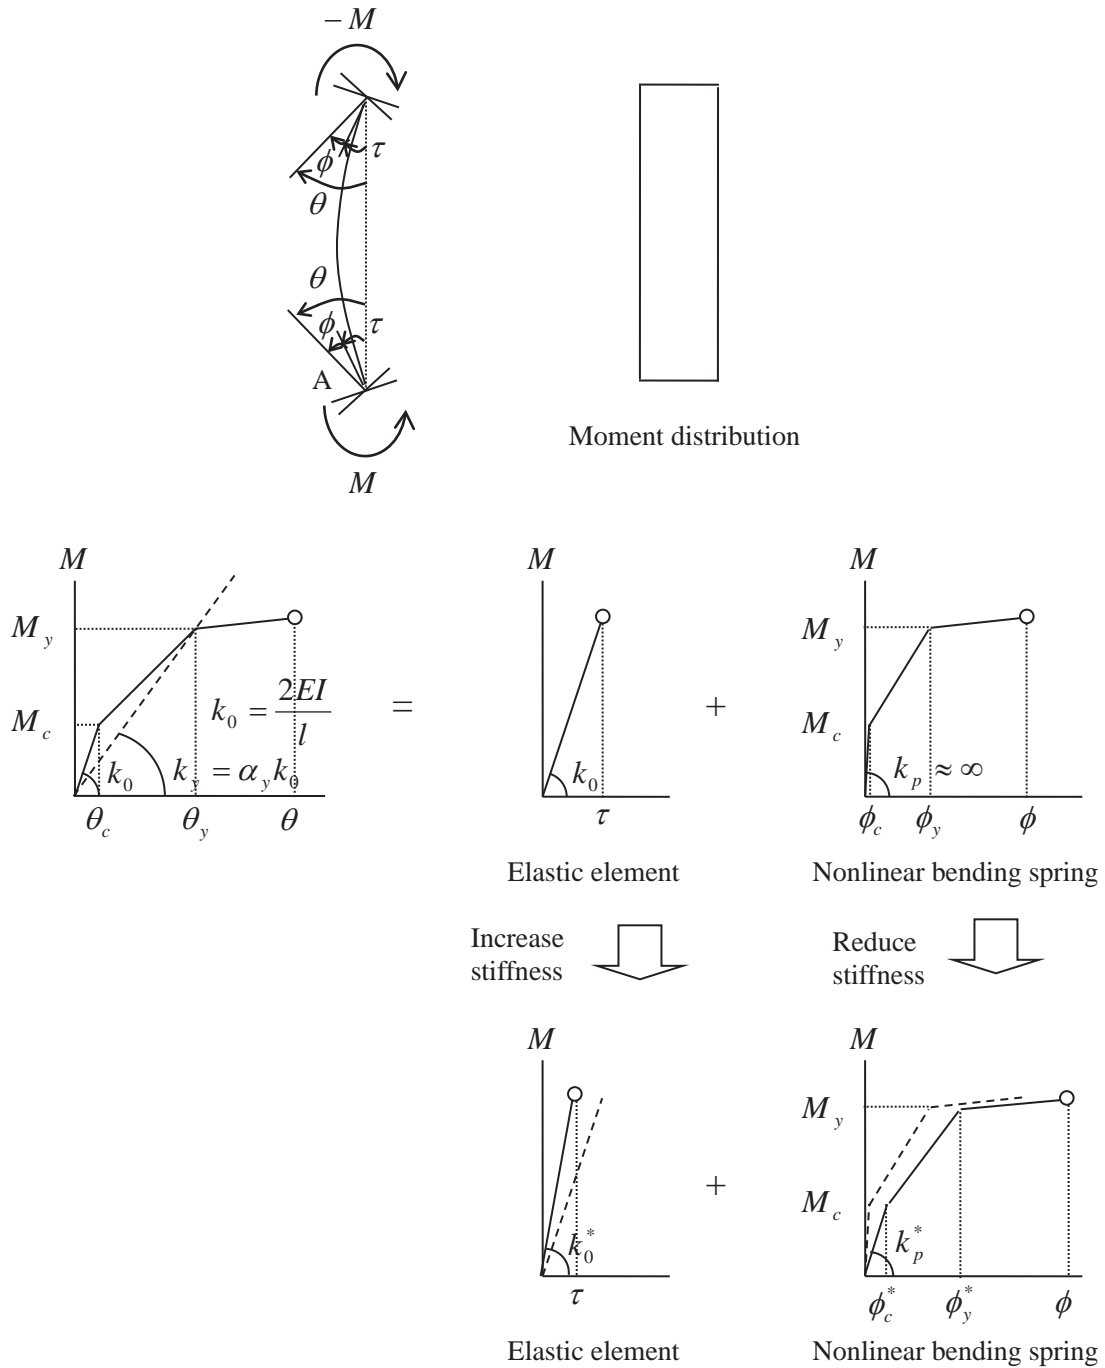 − M
ϕ τ
θ
θ
ϕ τ
A
M
Moment distribution
M M M
M_y M_y
M_c k_0 = 2EI / l = + M_c
k_0 k_y = α_y k_0 k_0 k_p ≈ ∞
θ_c θ_y θ τ ϕ_c ϕ_y ϕ
Elastic element Nonlinear bending spring
Increase Reduce
stiffness stiffness
M M
M_y
+ M_c
k_0^* k_p^*
τ ϕ_c^* ϕ_y^* ϕ
Elastic element Nonlinear bending spring